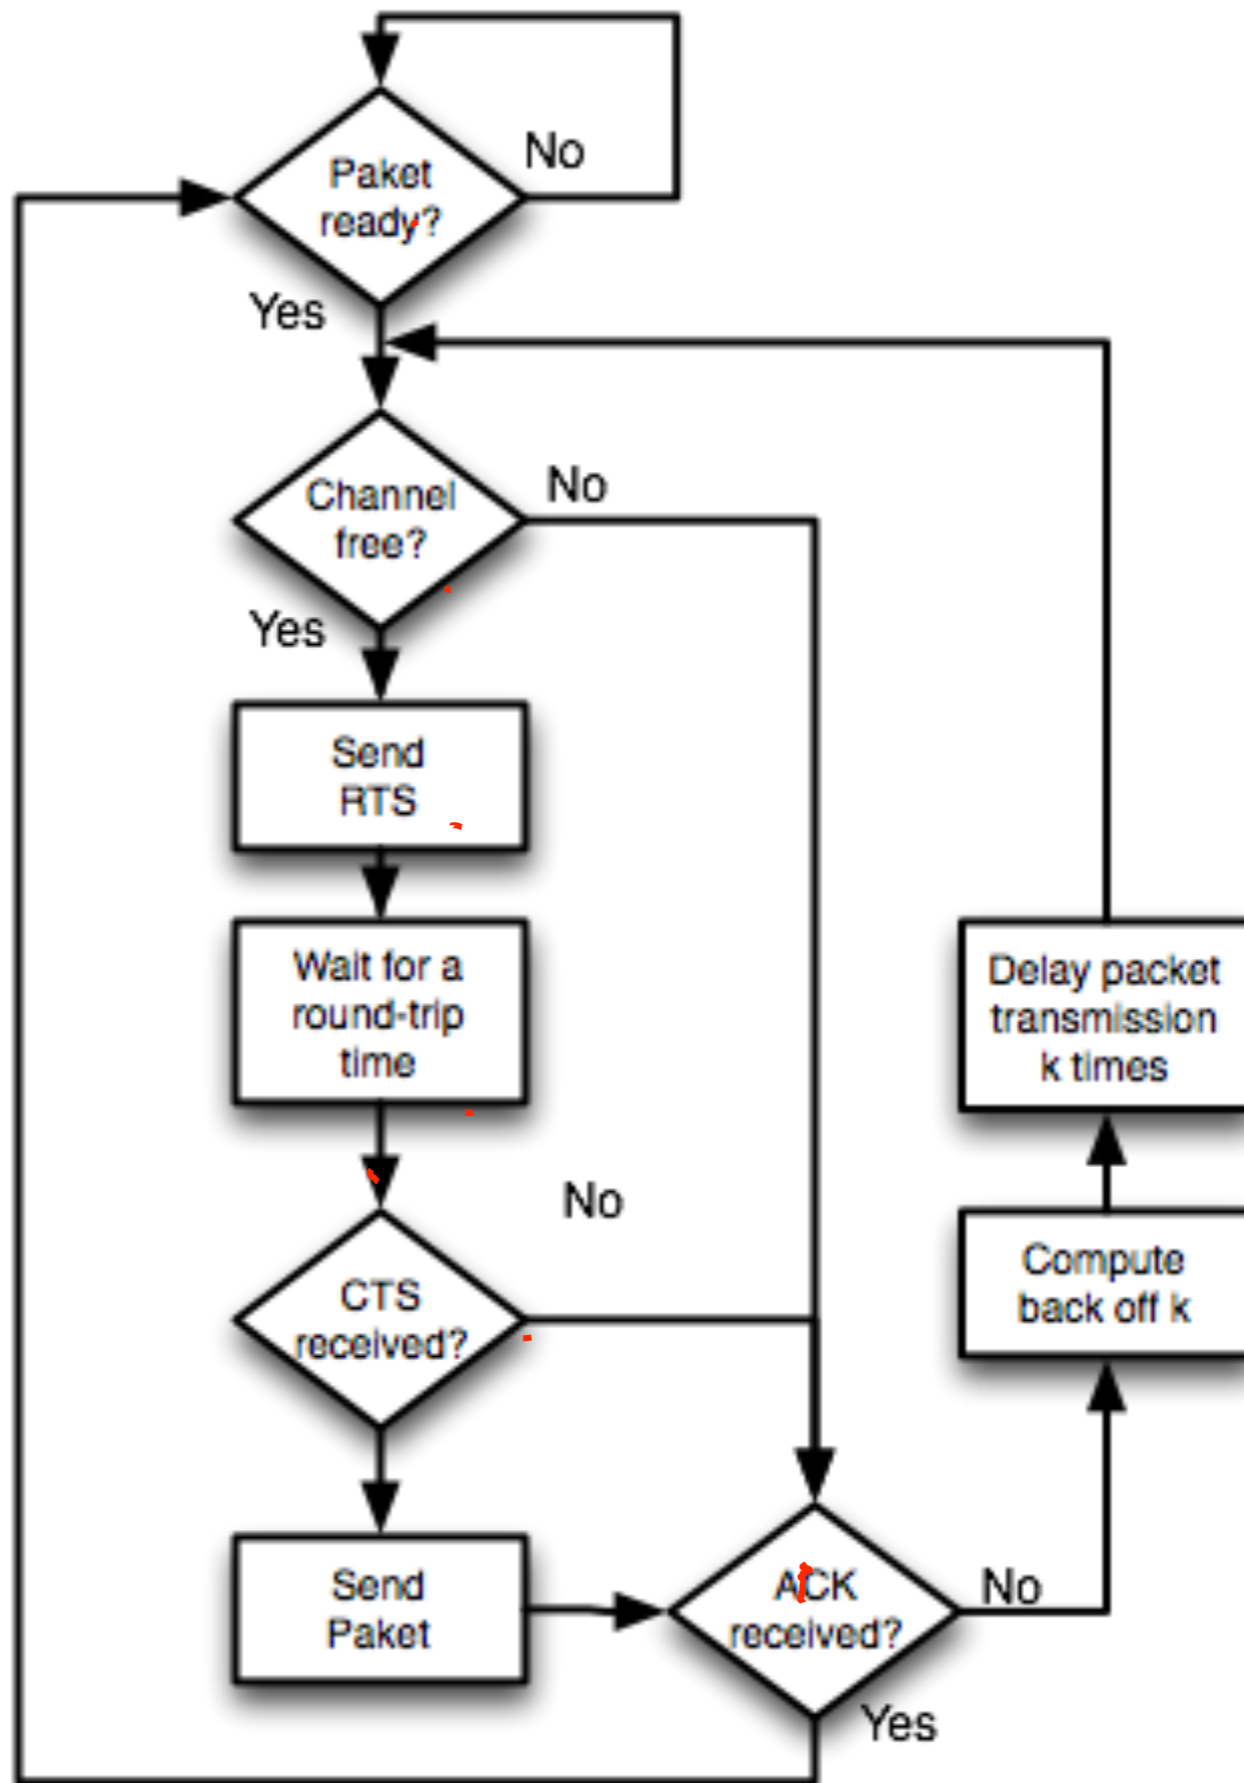 Paket
ready?
No
Yes
Channel
free?
No
Yes
Send
RTS
Wait for a
round-trip
time
Delay packet
transmission
k times
No
CTS
received?
Compute
back off k
Send
Paket
ACK
received?
No
Yes